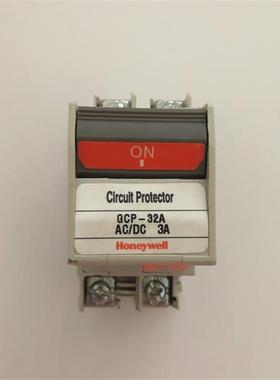 ON
Circuit Protector
GCP-32A
AC/DC 3A
Honeywell